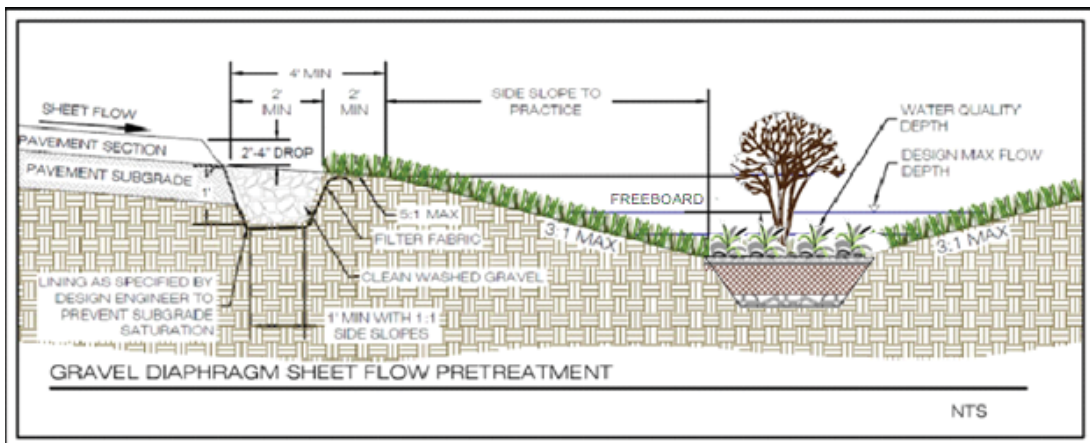 4' MIN
2'
MIN
2'
MIN
SIDE SLOPE TO
PRACTICE
SHEET FLOW
WATER QUALITY
DEPTH
PAVEMENT SECTION
2"-4" DROP
DESIGN MAX FLOW
DEPTH
PAVEMENT SUBGRADE
1'
FREEBOARD
5:1 MAX
3:1 MAX
3:1 MAX
FILTER FABRIC
CLEAN WASHED GRAVEL
LINING AS SPECIFIED BY
DESIGN ENGINEER TO
PREVENT SUBGRADE
SATURATION
1' MIN WITH 1:1
SIDE SLOPES
GRAVEL DIAPHRAGM SHEET FLOW PRETREATMENT
NTS